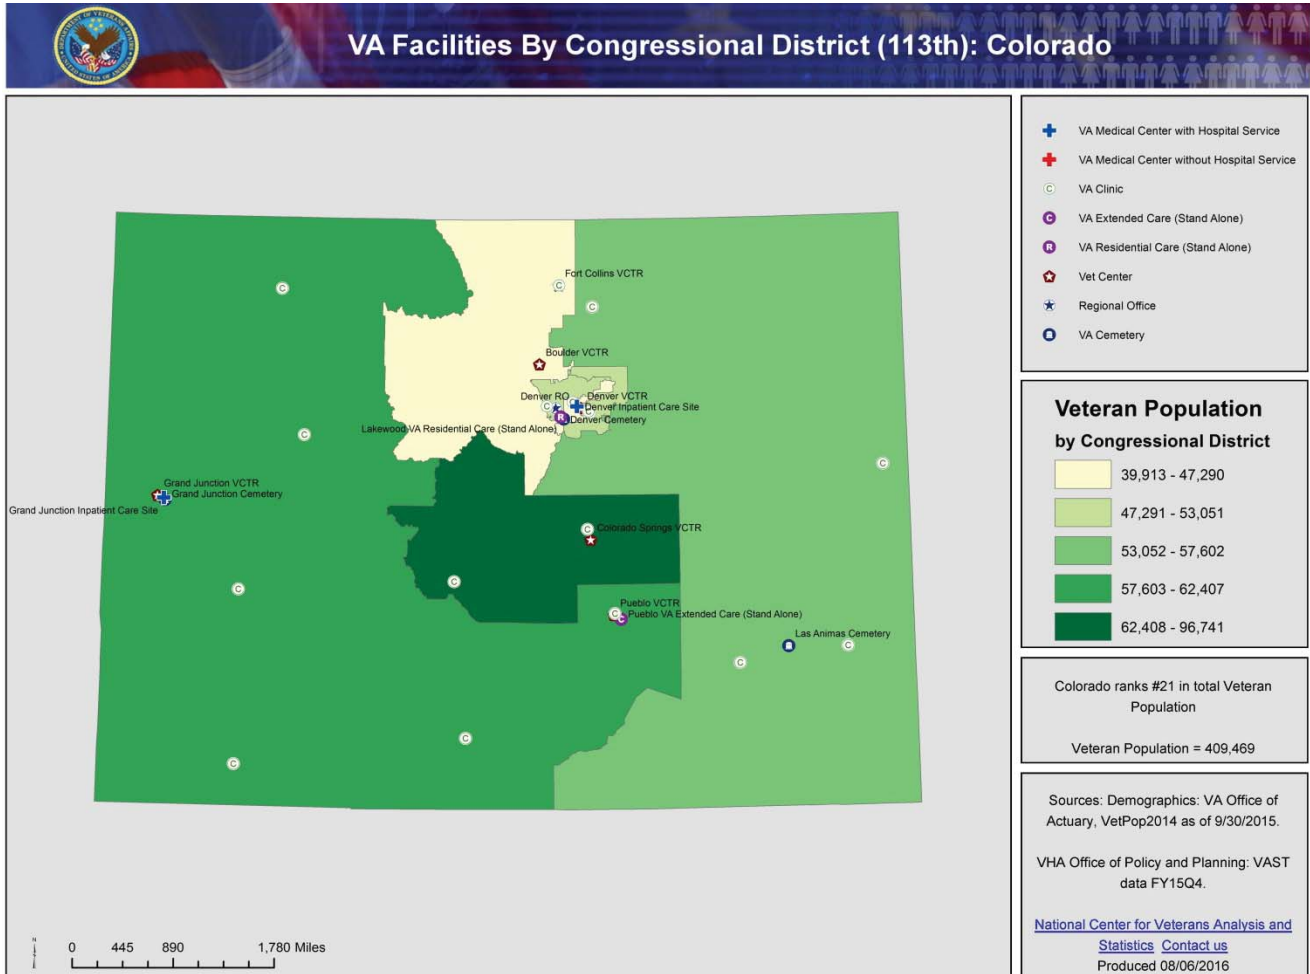 VA Facilities By Congressional District (113th): Colorado
VA Medical Center with Hospital Service
VA Medical Center without Hospital Service
C
VA Clinic
C
VA Extended Care (Stand Alone)
R
VA Residential Care (Stand Alone)
Vet Center
Regional Office
VA Cemetery
Fort Collins VCTR
Boulder VCTR
Denver RO
Denver VCTR
Denver Inpatient Care Site
Denver Cemetery
Lakewood VA Residential Care (Stand Alone)
Grand Junction VCTR
Grand Junction Cemetery
Grand Junction Inpatient Care Site
Colorado Springs VCTR
Pueblo VCTR
Pueblo VA Extended Care (Stand Alone)
Las Animas Cemetery
Veteran Population
by Congressional District
39,913 - 47,290
47,291 - 53,051
53,052 - 57,602
57,603 - 62,407
62,408 - 96,741
Colorado ranks #21 in total Veteran
Population
Veteran Population = 409,469
Sources: Demographics: VA Office of
Actuary, VetPop2014 as of 9/30/2015.
VHA Office of Policy and Planning: VAST
data FY15Q4.
National Center for Veterans Analysis and
Statistics Contact us
Produced 08/06/2016
N
0 445 890 1,780 Miles